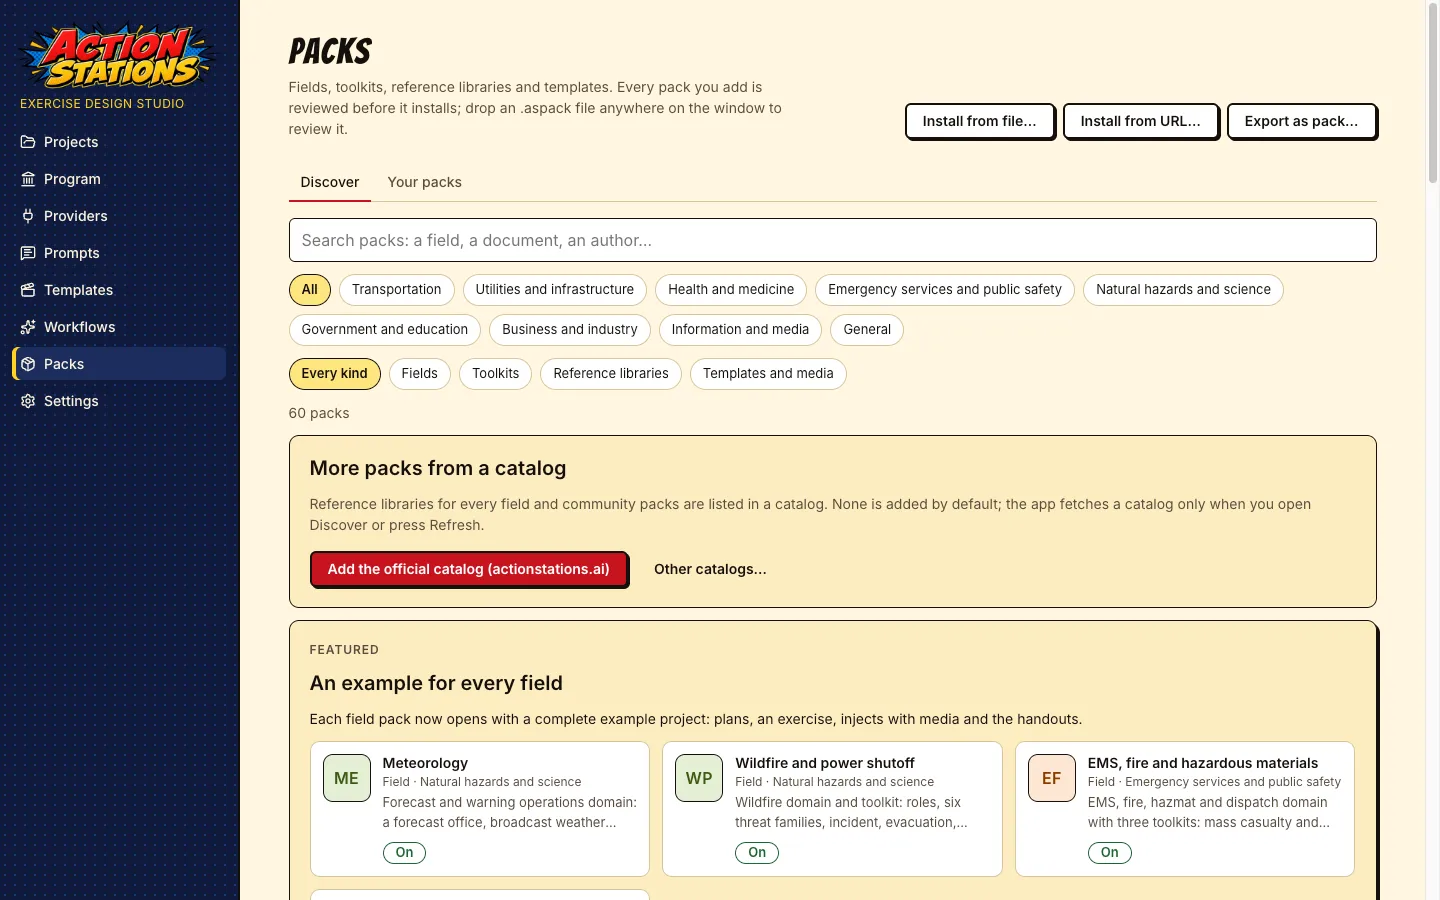 ACTION
STATIONS
EXERCISE DESIGN STUDIO
Projects
Program
Providers
Prompts
Templates
Workflows
Packs
Settings
PACKS
Fields, toolkits, reference libraries and templates. Every pack you add is
reviewed before it installs; drop an .aspack file anywhere on the window to
review it.
Install from file...
Install from URL...
Export as pack...
Discover
Your packs
Search packs: a field, a document, an author...
All
Transportation
Utilities and infrastructure
Health and medicine
Emergency services and public safety
Natural hazards and science
Government and education
Business and industry
Information and media
General
Every kind
Fields
Toolkits
Reference libraries
Templates and media
60 packs
More packs from a catalog
Reference libraries for every field and community packs are listed in a catalog. None is added by default; the app fetches a catalog only when you open
Discover or press Refresh.
Add the official catalog (actionstations.ai)
Other catalogs...
FEATURED
An example for every field
Each field pack now opens with a complete example project: plans, an exercise, injects with media and the handouts.
ME
Meteorology
Field · Natural hazards and science
Forecast and warning operations domain:
a forecast office, broadcast weather...
On
WP
Wildfire and power shutoff
Field · Natural hazards and science
Wildfire domain and toolkit: roles, six
threat families, incident, evacuation,...
On
EF
EMS, fire and hazardous materials
Field · Emergency services and public safety
EMS, fire, hazmat and dispatch domain
with three toolkits: mass casualty and...
On